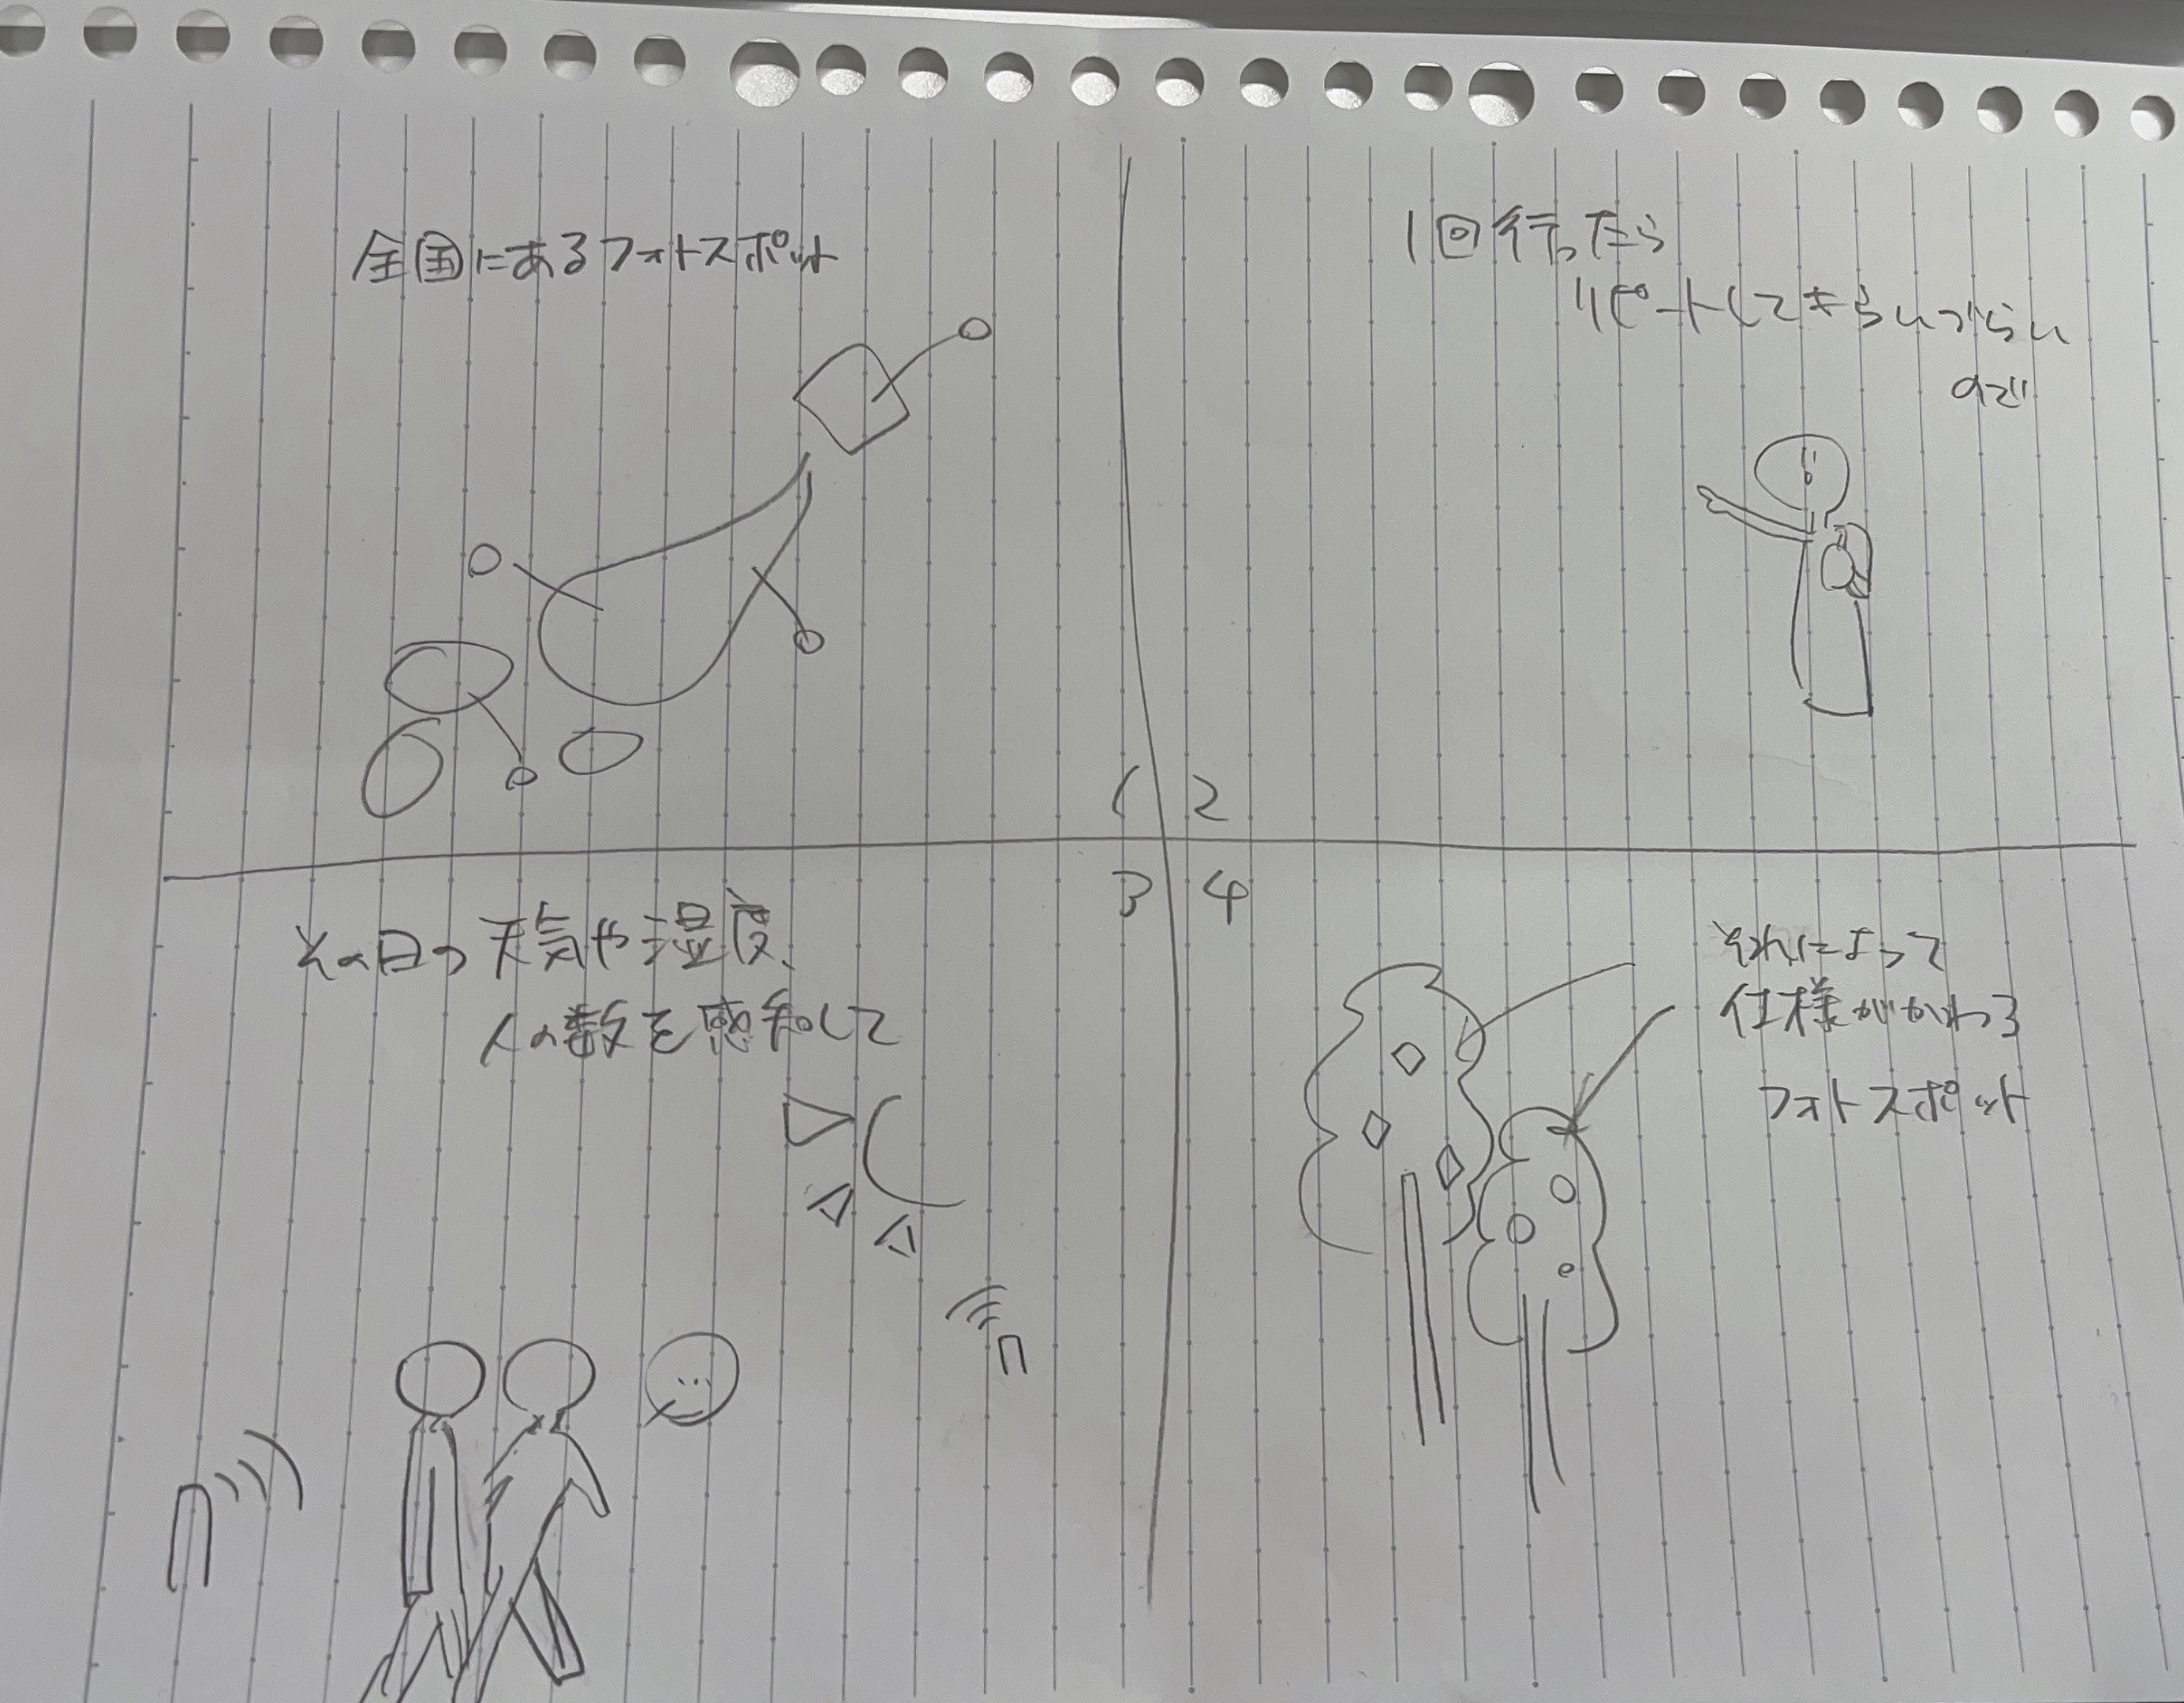 全国にあるフォトスポット
1
1回行ったら
リピートしてもらいづらい
ので
2
3
その日の天気や湿度、
人の数を感知して
4
それによって
仕様がかわる
フォトスポット